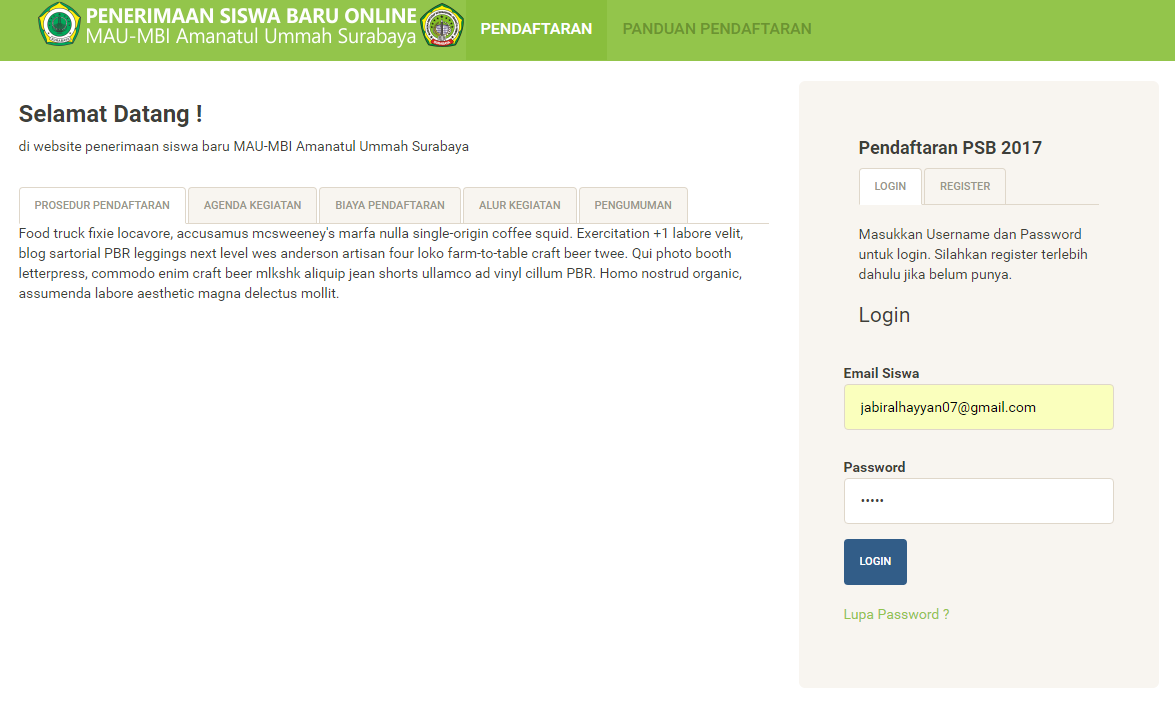 PENERIMAAN SISWA BARU ONLINE
MAU-MBI Amanatul Ummah Surabaya
PENDAFTARAN
PANDUAN PENDAFTARAN
Selamat Datang !
di website penerimaan siswa baru MAU-MBI Amanatul Ummah Surabaya
PROSEDUR PENDAFTARAN
AGENDA KEGIATAN
BIAYA PENDAFTARAN
ALUR KEGIATAN
PENGUMUMAN
Food truck fixie locavore, accusamus mcsweeney's marfa nulla single-origin coffee squid. Exercitation +1 labore velit,
blog sartorial PBR leggings next level wes anderson artisan four loko farm-to-table craft beer twee. Qui photo booth
letterpress, commodo enim craft beer mlkshk aliquip jean shorts ullamco ad vinyl cillum PBR. Homo nostrud organic,
assumenda labore aesthetic magna delectus mollit.
Pendaftaran PSB 2017
LOGIN
REGISTER
Masukkan Username dan Password
untuk login. Silahkan register terlebih
dahulu jika belum punya.
Login
Email Siswa
jabiralhayyan07@gmail.com
Password
•••••
LOGIN
Lupa Password ?